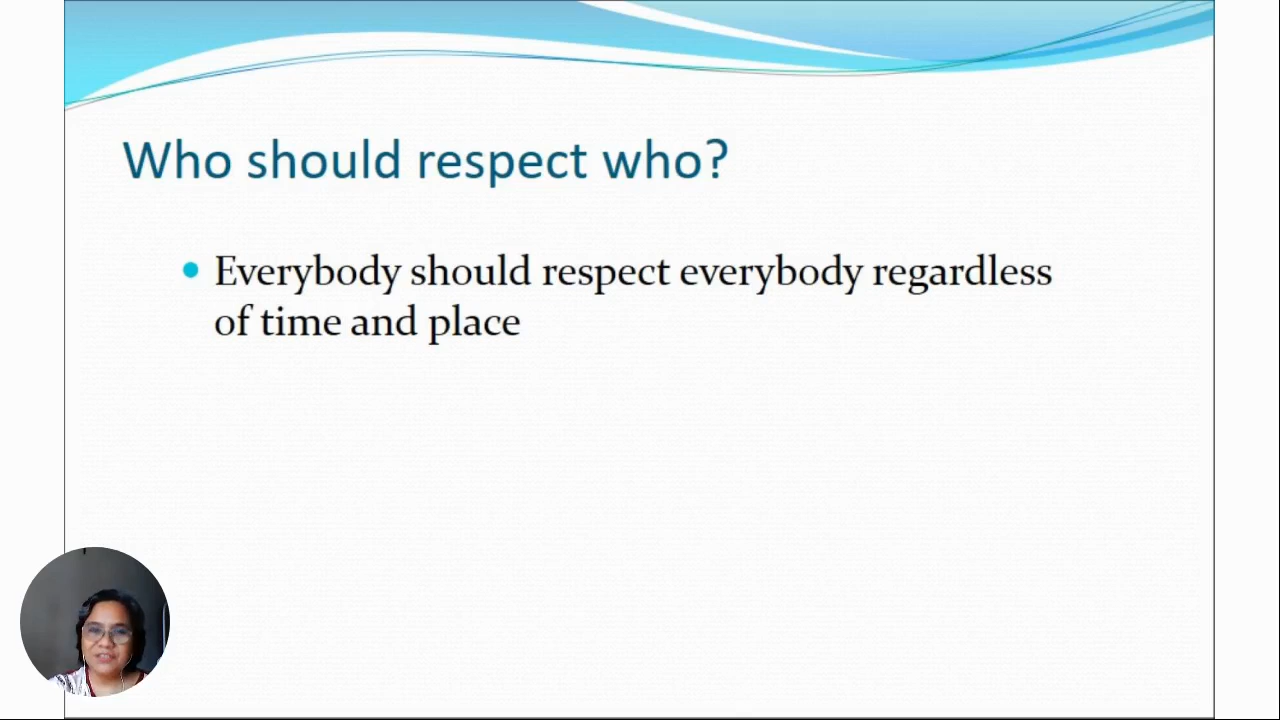 Who should respect who?
Everybody should respect everybody regardless
of time and place